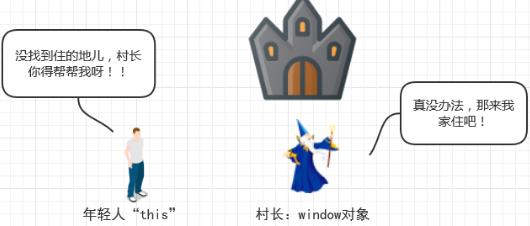 没找到住的地儿，村长
你得帮帮我呀！！
真没办法，那来我
家住吧！
年轻人“this”
村长：window对象